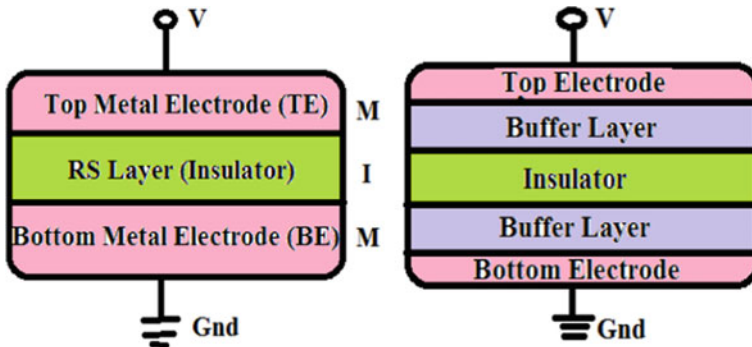 V
Top Metal Electrode (TE) M
RS Layer (Insulator) I
Bottom Metal Electrode (BE) M
Gnd
V
Top Electrode
Buffer Layer
Insulator
Buffer Layer
Bottom Electrode
Gnd